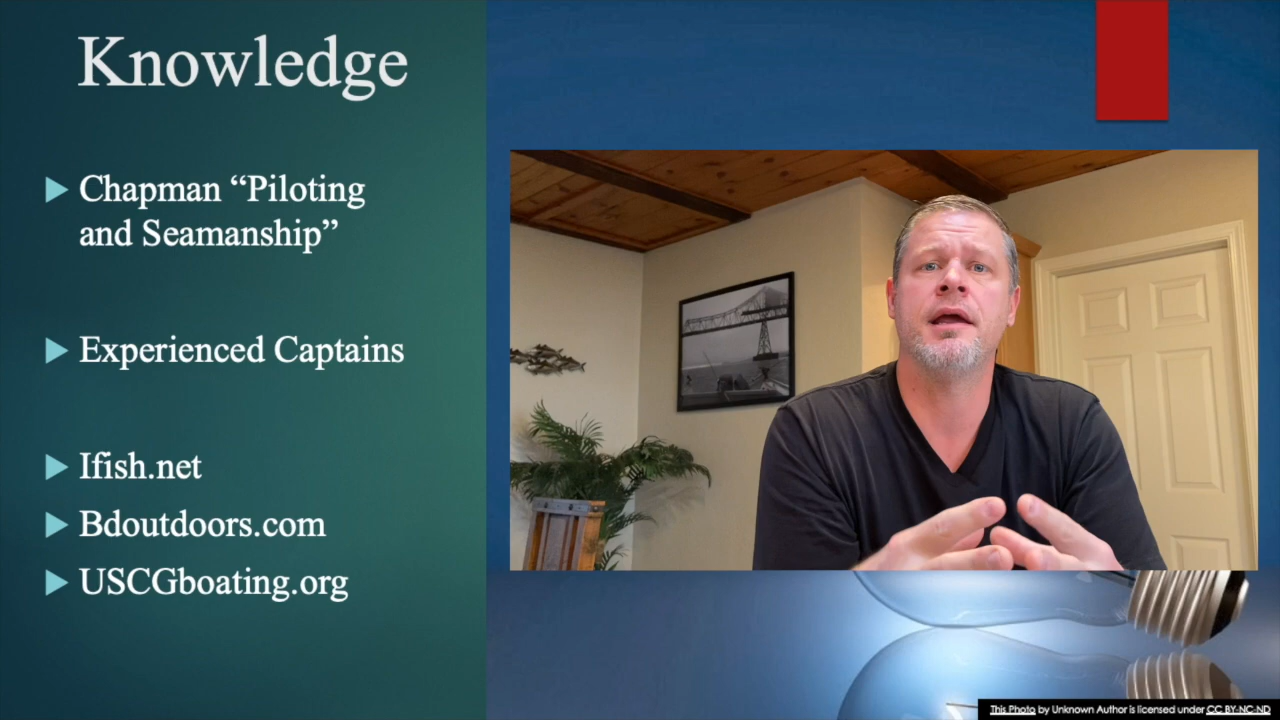 Knowledge
Chapman “Piloting
and Seamanship”
Experienced Captains
Ifish.net
Bdoutdoors.com
USCGboating.org
This Photo by Unknown Author is licensed under CC BY-NC-ND